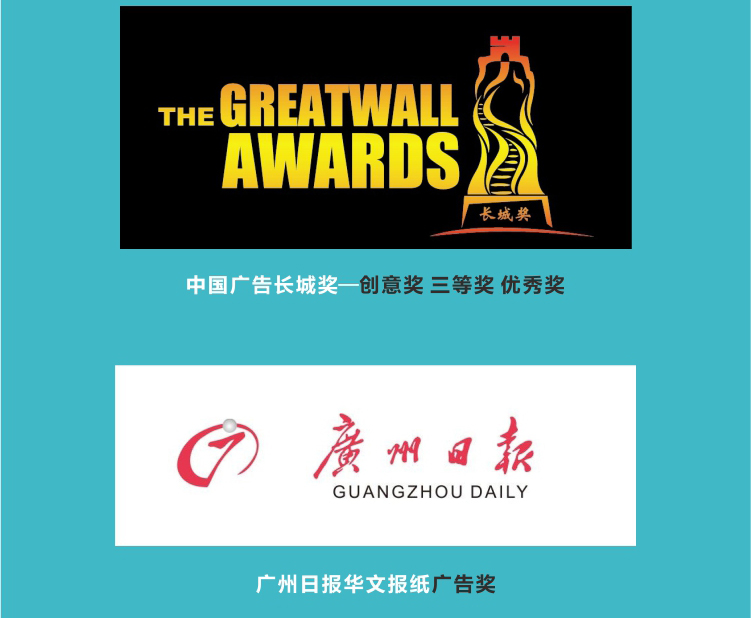 THE GREATWALL
AWARDS
长城奖
中国广告长城奖—创意奖 三等奖 优秀奖
廣州日報
GUANGZHOU DAILY
广州日报华文报纸广告奖